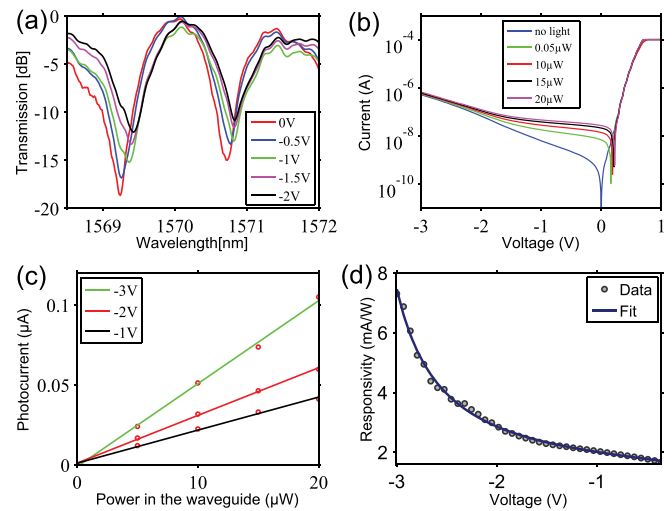 (a)
Transmission [dB]
0
-5
-10
-15
-20
1569
1570
1571
1572
Wavelength[nm]
0V
-0.5V
-1V
-1.5V
-2V
(b)
Current (A)
10⁻⁴
10⁻⁶
10⁻⁸
10⁻¹⁰
-3
-2
-1
0
1
Voltage (V)
no light
0.05µW
10µW
15µW
20µW
(c)
Photocurrent (µA)
0.1
0.05
0
0
10
20
Power in the waveguide (µW)
-3V
-2V
-1V
(d)
Responsivity (mA/W)
8
6
4
2
-3
-2
-1
Voltage (V)
Data
Fit